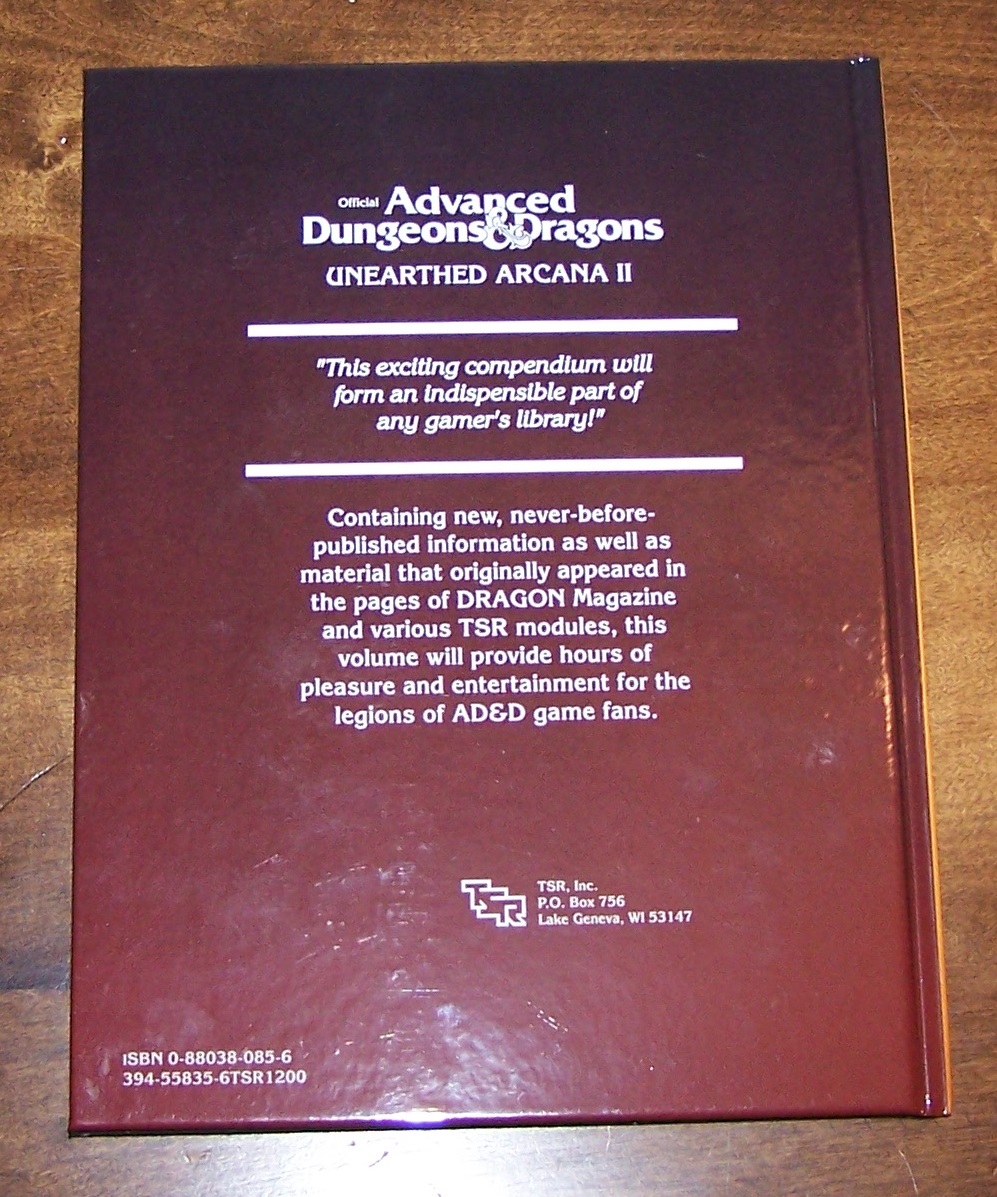 Official Advanced
Dungeons & Dragons
UNEARTHED ARCANA II
"This exciting compendium will
form an indispensible part of
any gamer's library!"
Containing new, never-before-
published information as well as
material that originally appeared in
the pages of DRAGON Magazine
and various TSR modules, this
volume will provide hours of
pleasure and entertainment for the
legions of AD&D game fans.
TSR
TSR, Inc.
P.O. Box 756
Lake Geneva, WI 53147
ISBN 0-88038-085-6
394-55835-6TSR1200